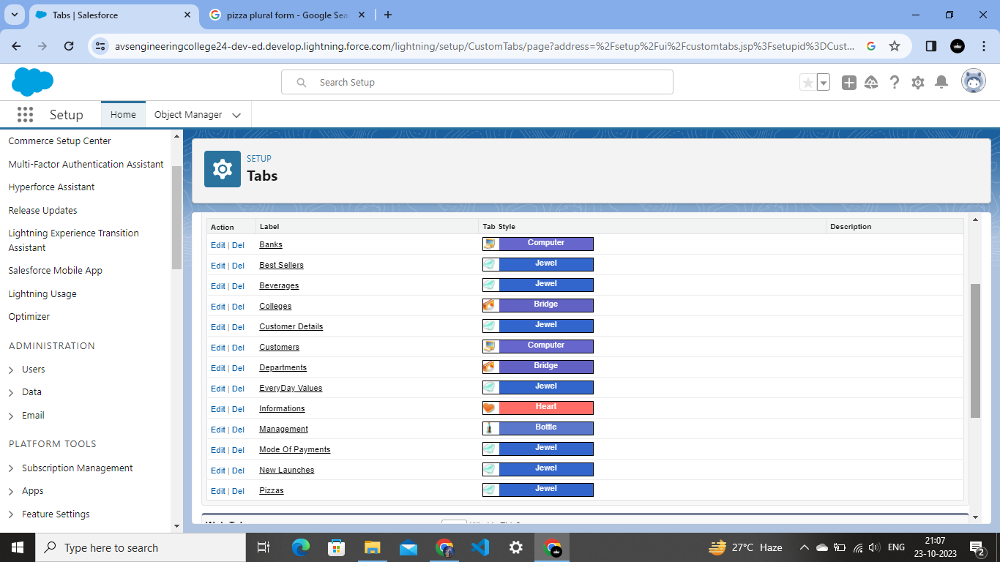 Tabs | Salesforce
pizza plural form - Google Sea
avsengineeringcollege24-dev-ed.develop.lightning.force.com/lightning/setup/CustomTabs/page?address=%2Fsetup%2Fui%2Fcustomtabs.jsp%3Fsetupid%3DCust...
Search Setup
Setup
Home
Object Manager
Commerce Setup Center
Multi-Factor Authentication Assistant
Hyperforce Assistant
Release Updates
Lightning Experience Transition
Assistant
Salesforce Mobile App
Lightning Usage
Optimizer
ADMINISTRATION
Users
Data
Email
PLATFORM TOOLS
Subscription Management
Apps
Feature Settings
SETUP
Tabs
Action Label Tab Style Description
Edit | Del Banks Computer
Edit | Del Best Sellers Jewel
Edit | Del Beverages Jewel
Edit | Del Colleges Bridge
Edit | Del Customer Details Jewel
Edit | Del Customers Computer
Edit | Del Departments Bridge
Edit | Del EveryDay Values Jewel
Edit | Del Informations Heart
Edit | Del Management Bottle
Edit | Del Mode Of Payments Jewel
Edit | Del New Launches Jewel
Edit | Del Pizzas Jewel
Type here to search
27°C Haze
ENG
21:07
23-10-2023
2